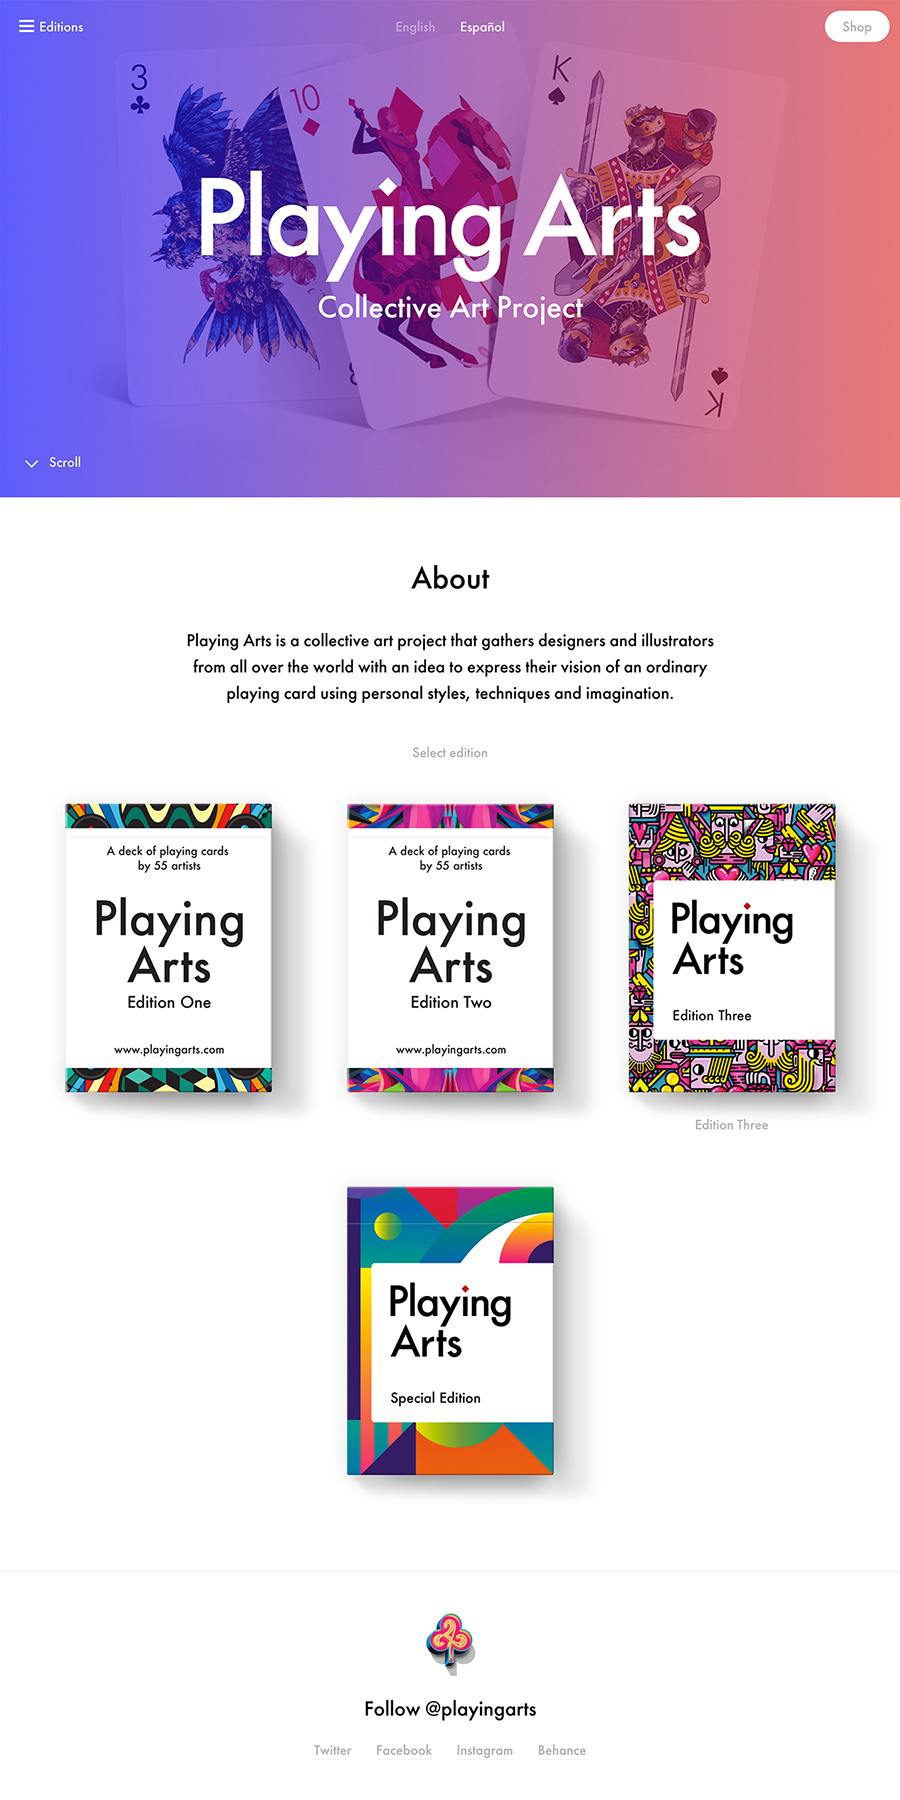 Editions
English Español
Shop
3
10
K
Playing Arts
Collective Art Project
K
Scroll
About
Playing Arts is a collective art project that gathers designers and illustrators
from all over the world with an idea to express their vision of an ordinary
playing card using personal styles, techniques and imagination.
Select edition
A deck of playing cards
by 55 artists
Playing
Arts
Edition One
www.playingarts.com
A deck of playing cards
by 55 artists
Playing
Arts
Edition Two
www.playingarts.com
Playing
Arts
Edition Three
Edition Three
Playing
Arts
Special Edition
Follow @playingarts
Twitter Facebook Instagram Behance